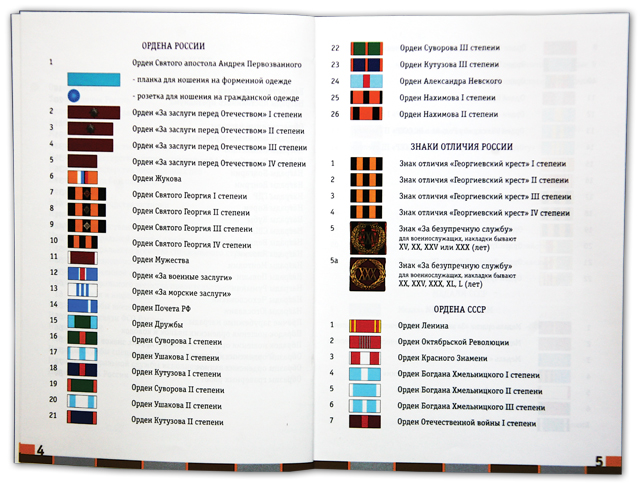 ОРДЕНА РОССИИ
1 Орден Святого апостола Андрея Первозванного
- планка для ношения на форменной одежде
- розетка для ношения на гражданской одежде
2 Орден «За заслуги перед Отечеством» I степени
3 Орден «За заслуги перед Отечеством» II степени
4 Орден «За заслуги перед Отечеством» III степени
5 Орден «За заслуги перед Отечеством» IV степени
6 Орден Жукова
7 Орден Святого Георгия I степени
8 Орден Святого Георгия II степени
9 Орден Святого Георгия III степени
10 Орден Святого Георгия IV степени
11 Орден Мужества
12 Орден «За военные заслуги»
13 Орден «За морские заслуги»
14 Орден Почета РФ
15 Орден Дружбы
16 Орден Суворова I степени
17 Орден Ушакова I степени
18 Орден Кутузова I степени
19 Орден Суворова II степени
20 Орден Ушакова II степени
21 Орден Кутузова II степени
4
22 Орден Суворова III степени
23 Орден Кутузова III степени
24 Орден Александра Невского
25 Орден Нахимова I степени
26 Орден Нахимова II степени
ЗНАКИ ОТЛИЧИЯ РОССИИ
1 Знак отличия «Георгиевский крест» I степени
2 Знак отличия «Георгиевский крест» II степени
3 Знак отличия «Георгиевский крест» III степени
4 Знак отличия «Георгиевский крест» IV степени
5 Знак «За безупречную службу»
для военнослужащих, накладки бывают
XV, XX, XXV или XXX (лет)
5а Знак «За безупречную службу»
XXX для военнослужащих, накладки бывают
XX, XXV, XXX, XL, L (лет)
ОРДЕНА СССР
1 Орден Ленина
2 Орден Октябрьской Революции
3 Орден Красного Знамени
4 Орден Богдана Хмельницкого I степени
5 Орден Богдана Хмельницкого II степени
6 Орден Богдана Хмельницкого III степени
7 Орден Отечественной войны I степени
5